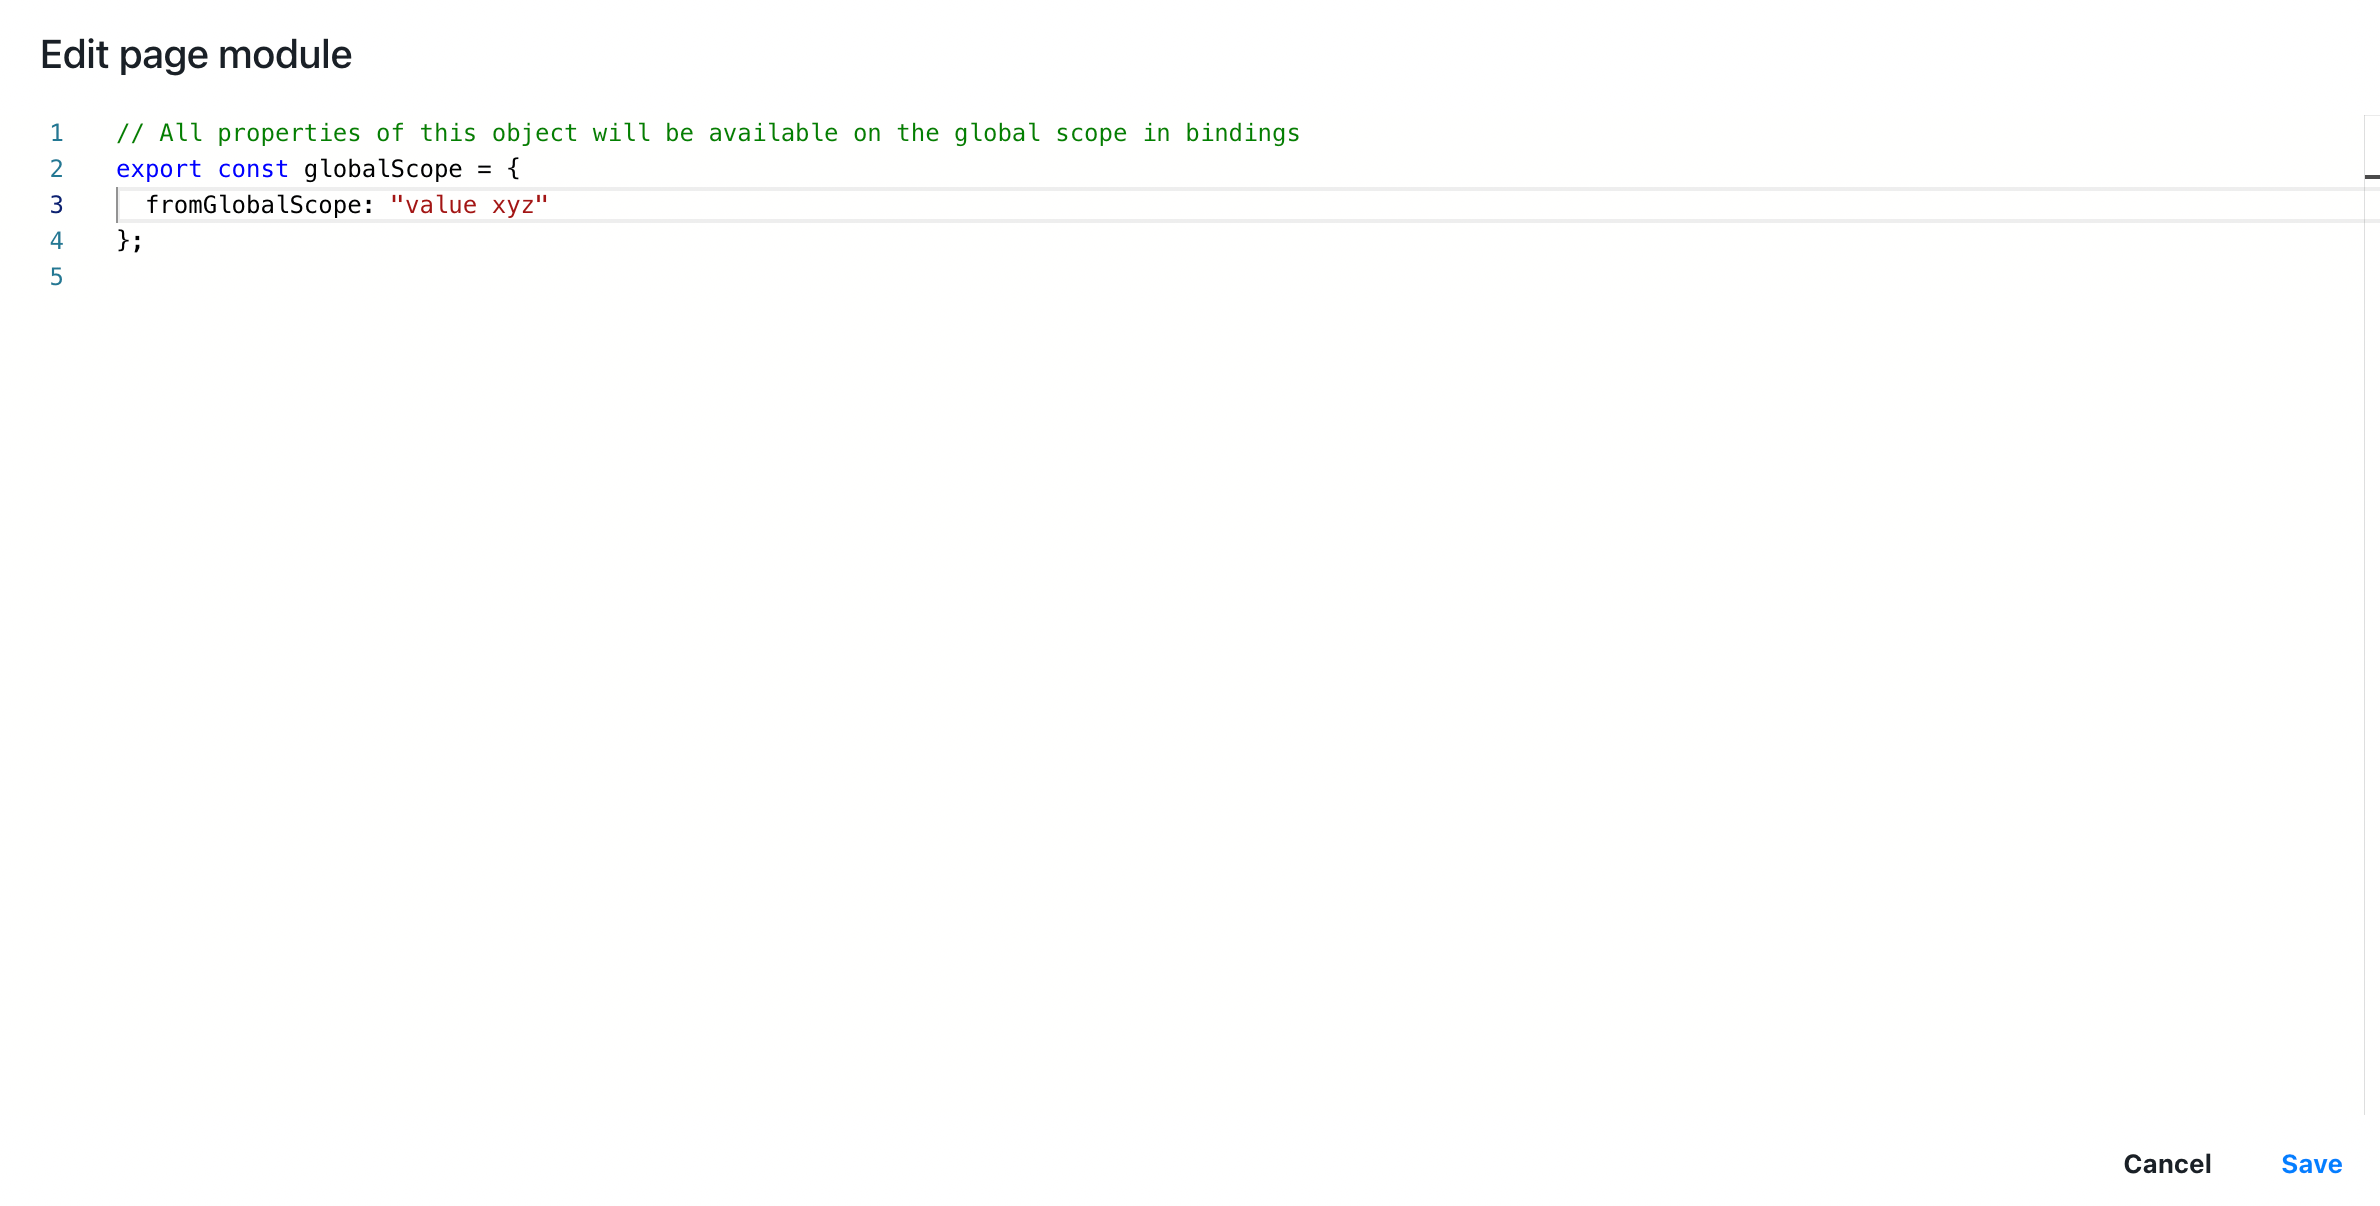 Edit page module
1 // All properties of this object will be available on the global scope in bindings
2 export const globalScope = {
3   fromGlobalScope: "value xyz"
4 };
5
Cancel Save